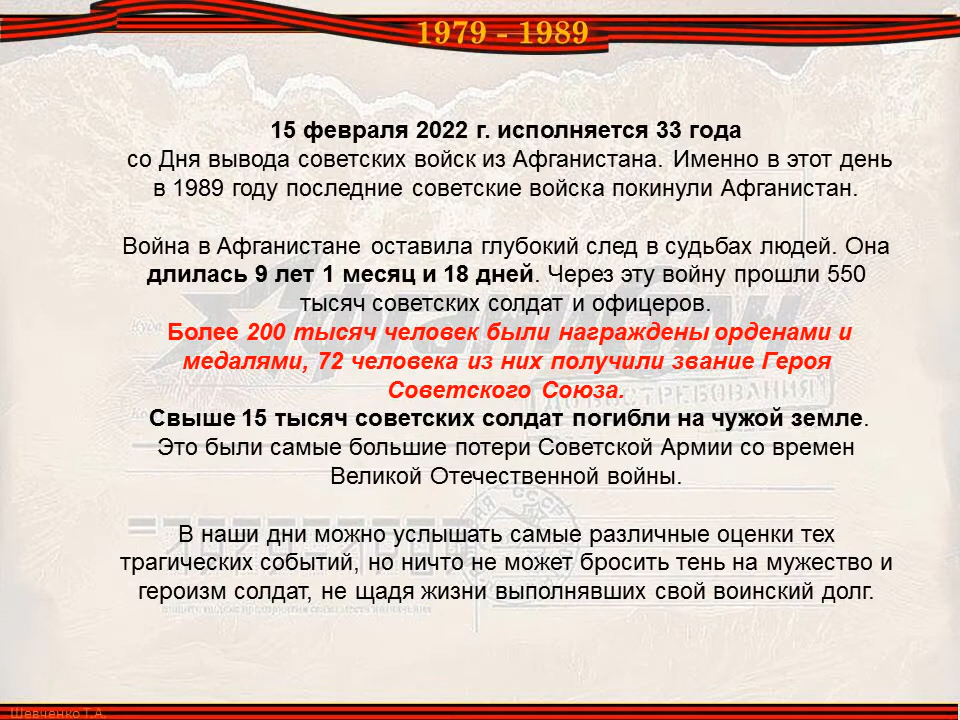 1979 - 1989
15 февраля 2022 г. исполняется 33 года
со Дня вывода советских войск из Афганистана. Именно в этот день
в 1989 году последние советские войска покинули Афганистан.
Война в Афганистане оставила глубокий след в судьбах людей. Она
длилась 9 лет 1 месяц и 18 дней. Через эту войну прошли 550
тысяч советских солдат и офицеров.
Более 200 тысяч человек были награждены орденами и
медалями, 72 человека из них получили звание Героя
Советского Союза.
Свыше 15 тысяч советских солдат погибли на чужой земле.
Это были самые большие потери Советской Армии со времен
Великой Отечественной войны.
В наши дни можно услышать самые различные оценки тех
трагических событий, но ничто не может бросить тень на мужество и
героизм солдат, не щадя жизни выполнявших свой воинский долг.
Куда
Афганистан
ДО ВОСТРЕБОВАНИЯ
СССР
Шевченко Т.А.